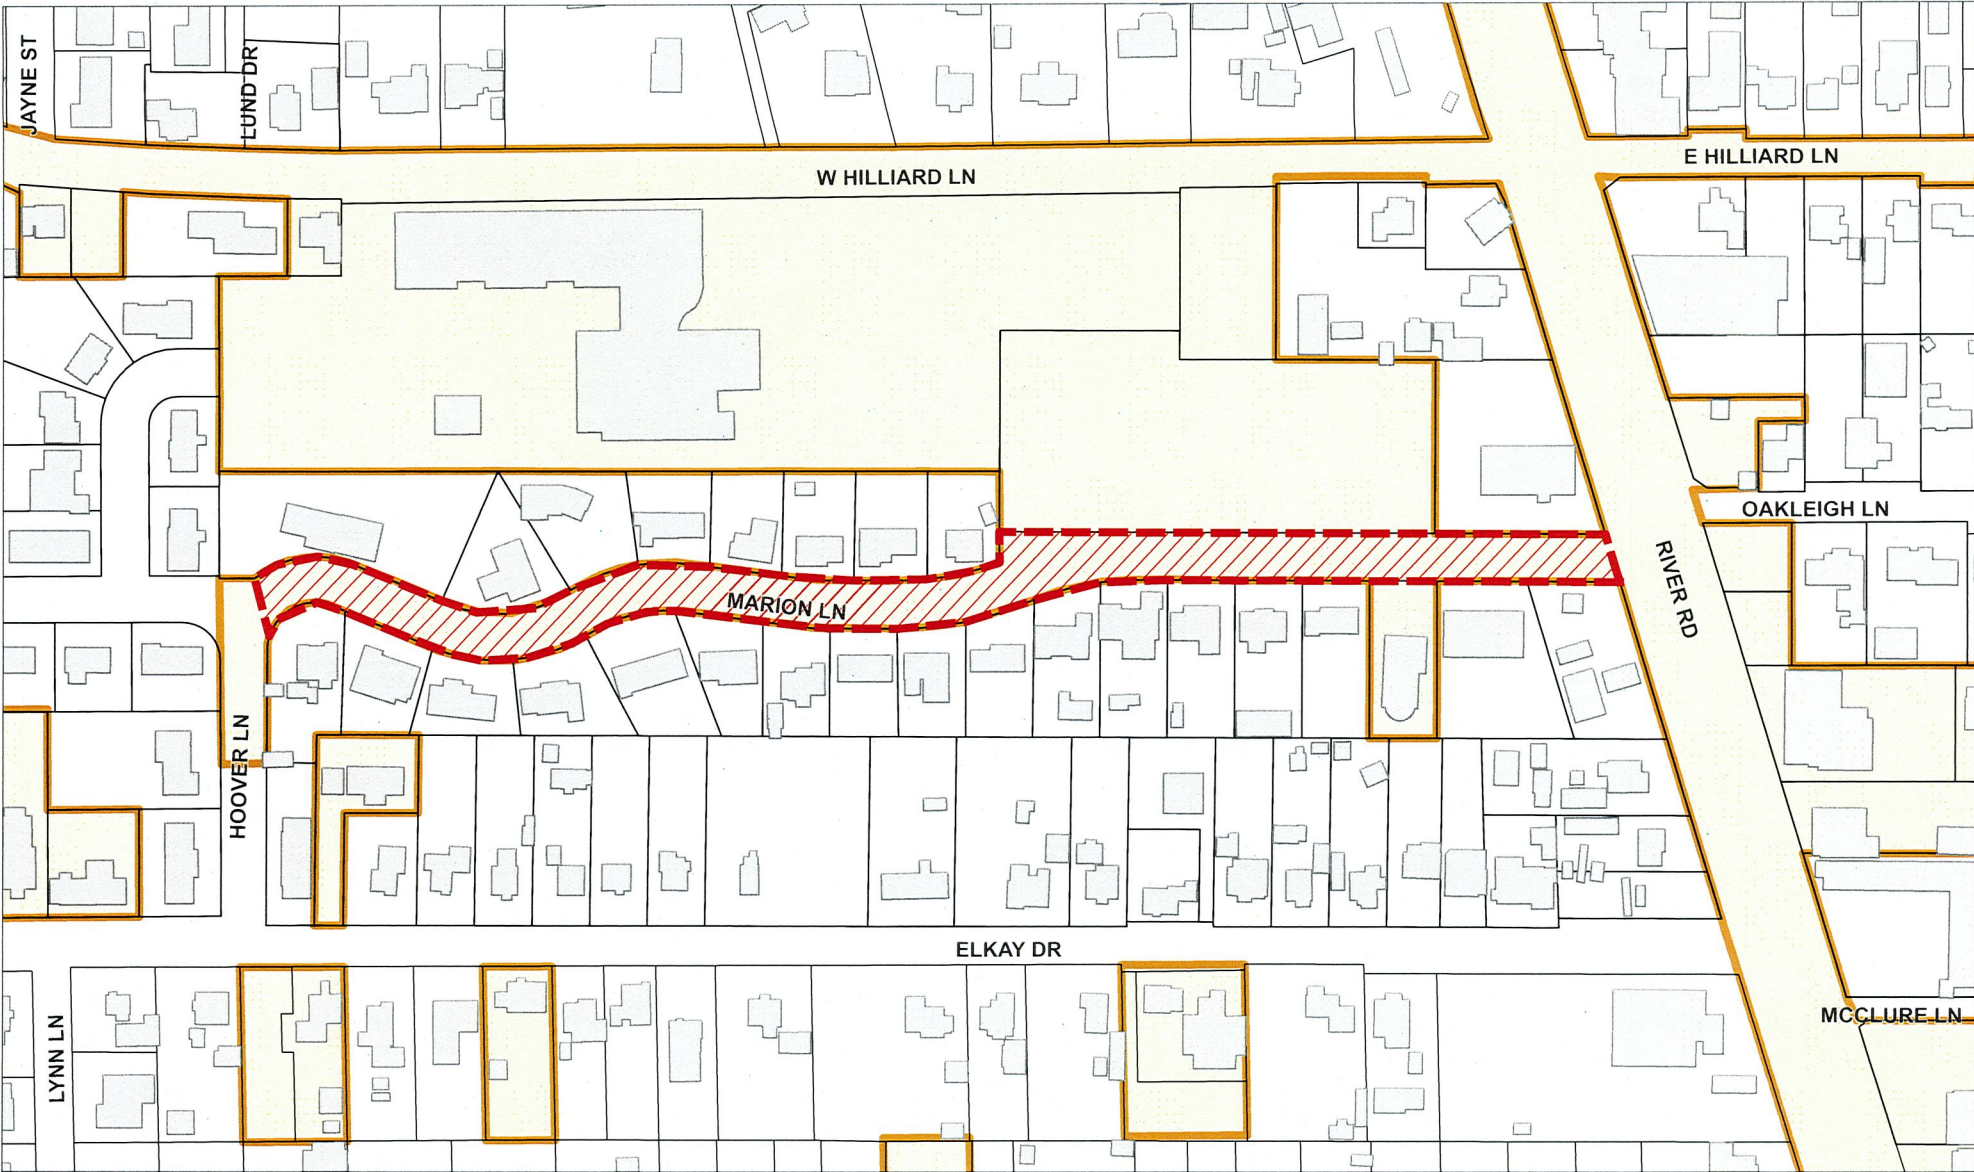 JAYNE ST
LUND DR
W HILLIARD LN
E HILLIARD LN
OAKLEIGH LN
RIVER RD
MARION LN
HOOVER LN
ELKAY DR
LYNN LN
MCCLURE LN